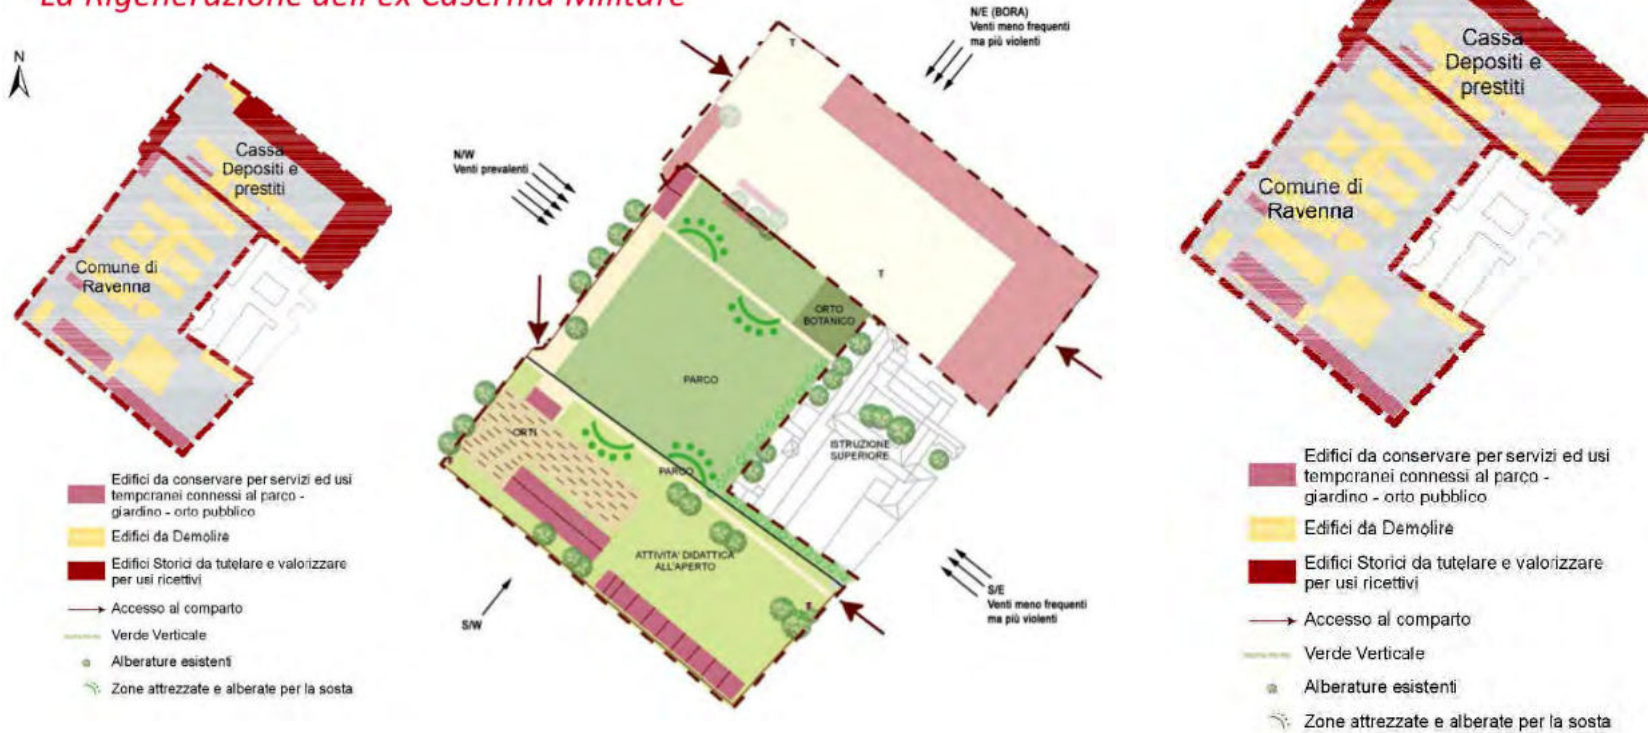 La Rigenerazione dell'ex Caserma Militare
N
Cassa
Depositi e
prestiti
Comune di
Ravenna
Edifici da conservare per servizi ed usi
temporanei connessi al parco -
giardino - orto pubblico
Edifici da Demolire
Edifici Storici da tutelare e valorizzare
per usi ricettivi
Accesso al comparto
Verde Verticale
Alberature esistenti
Zone attrezzate e alberate per la sosta
N/E (BORA)
Venti meno frequenti
ma più violenti
N/W
Venti prevalenti
T
T
ORTO
BOTANICO
PARCO
ORTI
PARCO
ISTRUZIONE
SUPERIORE
ATTIVITA' DIDATTICA
ALL'APERTO
S/W
S/E
Venti meno frequenti
ma più violenti
Cassa
Depositi e
prestiti
Comune di
Ravenna
Edifici da conservare per servizi ed usi
temporanei connessi al parco -
giardino - orto pubblico
Edifici da Demolire
Edifici Storici da tutelare e valorizzare
per usi ricettivi
Accesso al comparto
Verde Verticale
Alberature esistenti
Zone attrezzate e alberate per la sosta